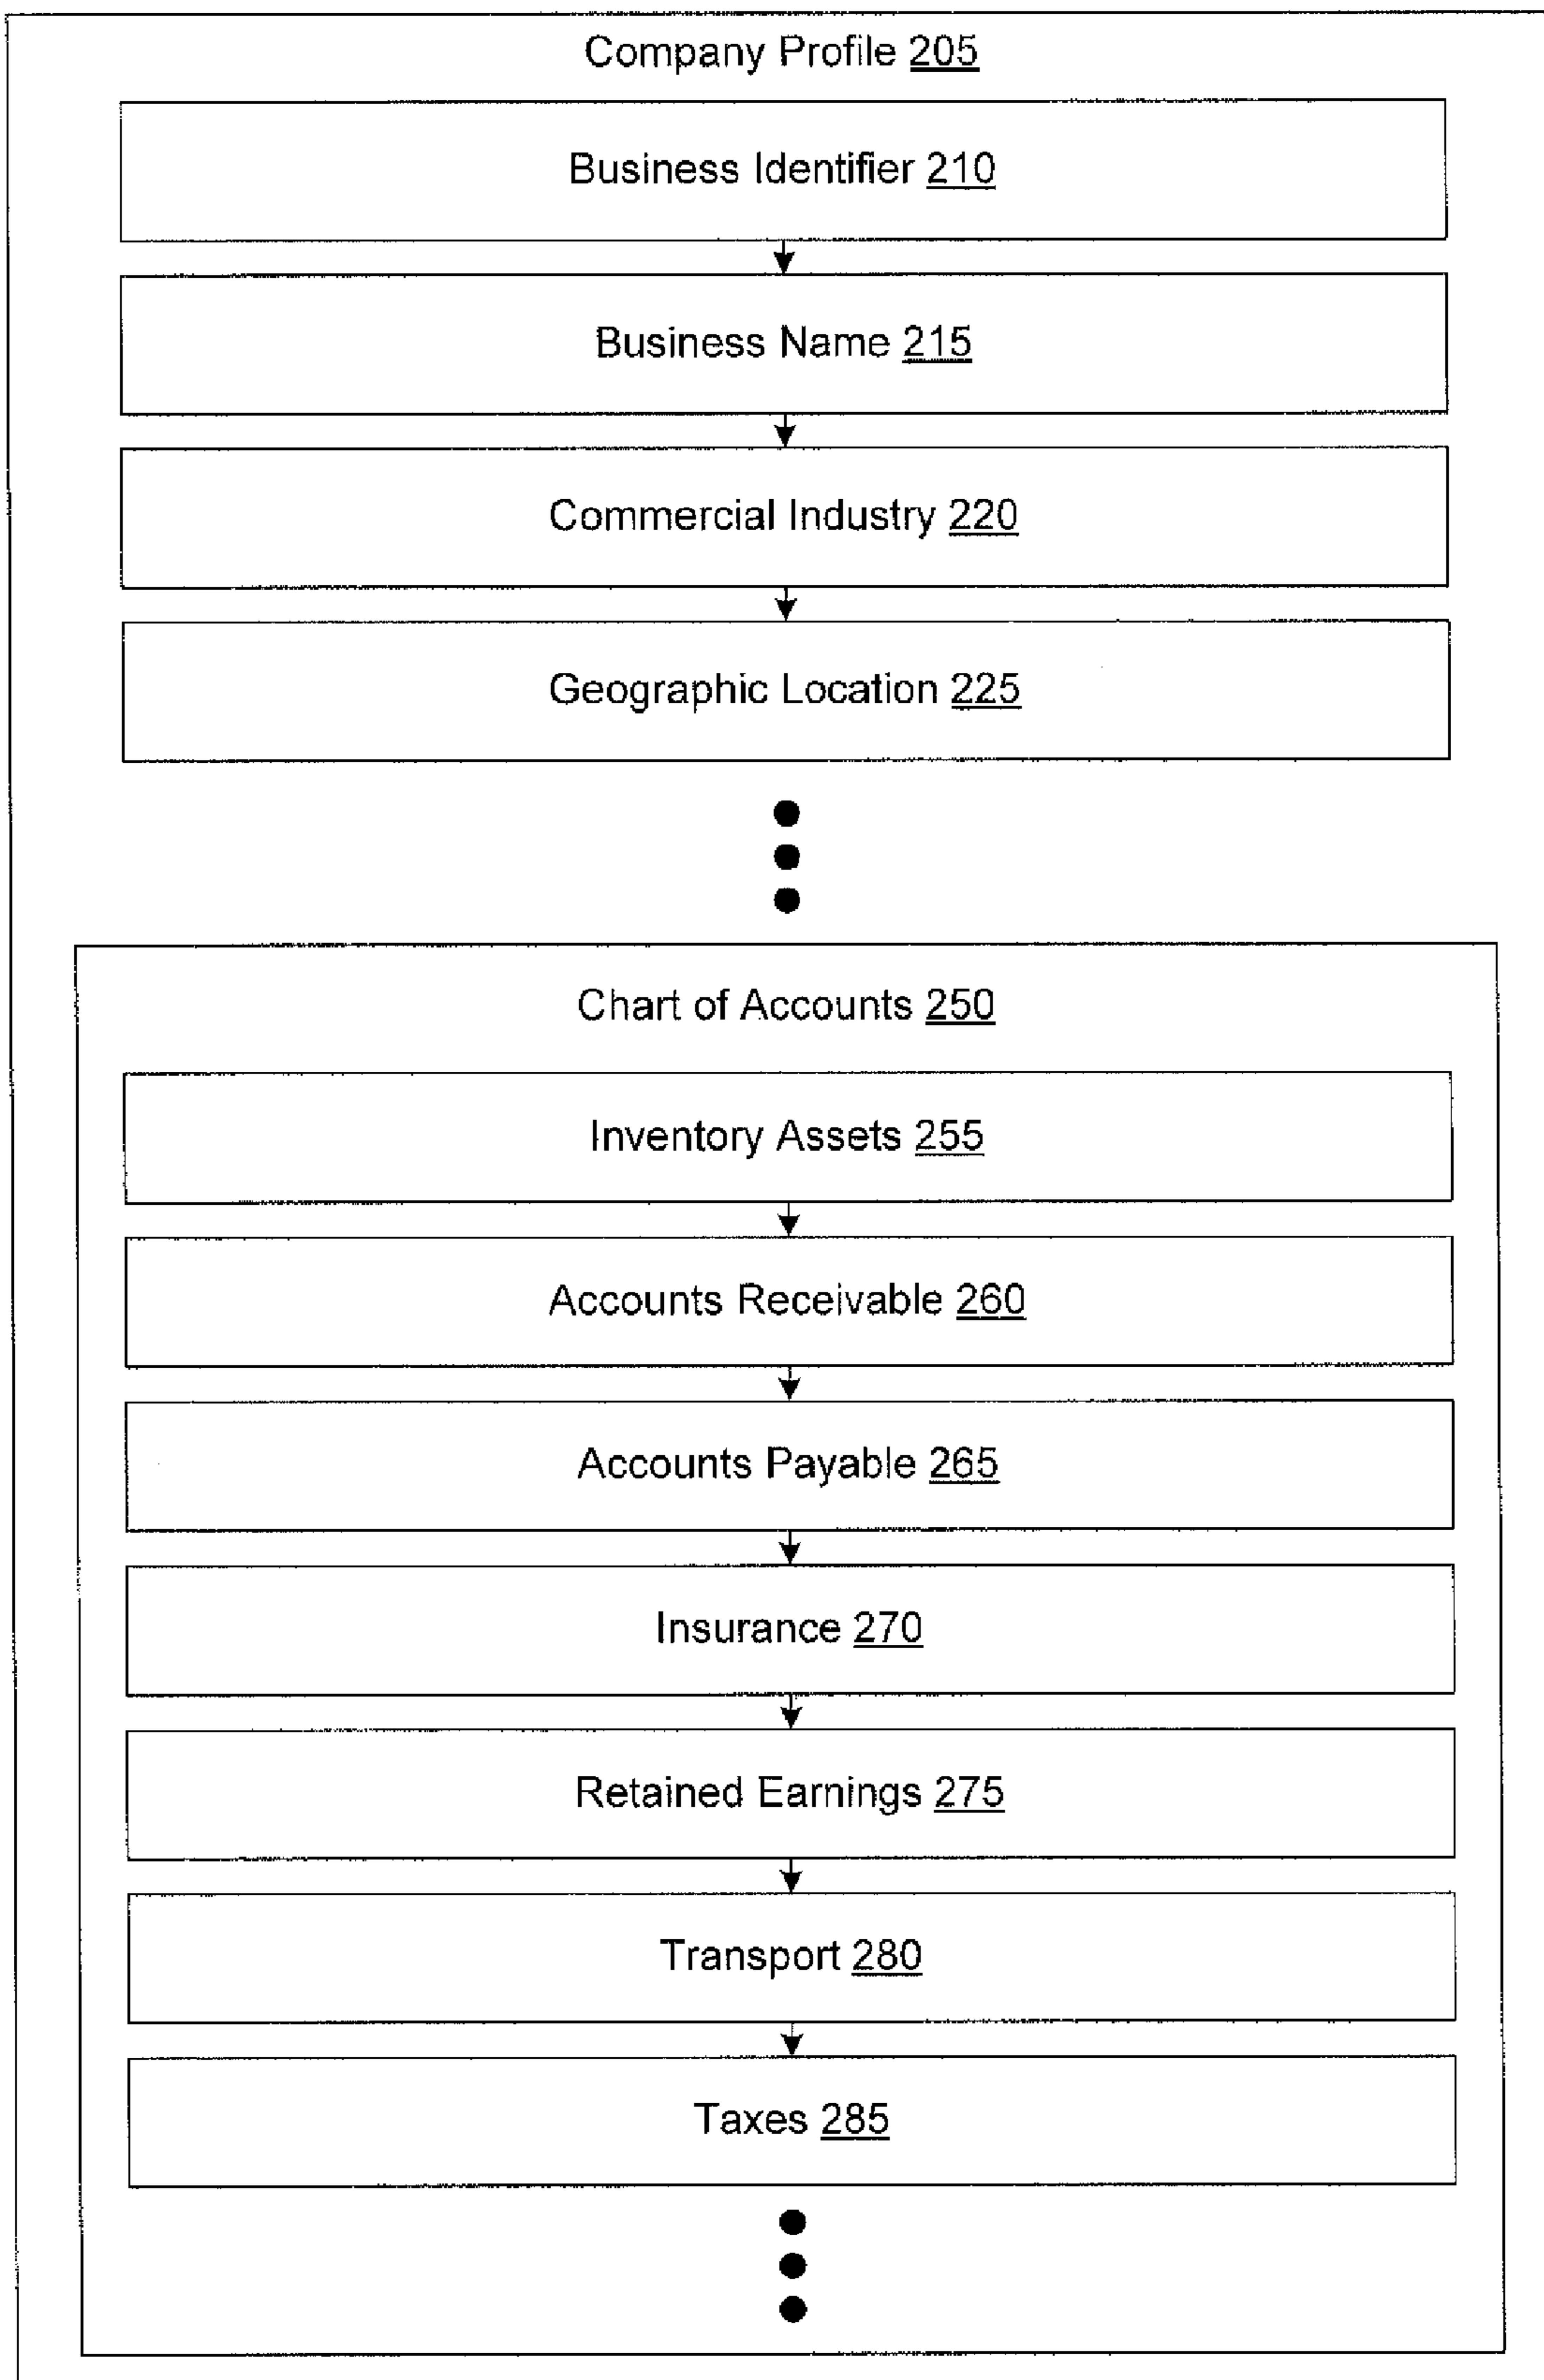 Company Profile 205
Business Identifier 210
Business Name 215
Commercial Industry 220
Geographic Location 225
Chart of Accounts 250
Inventory Assets 255
Accounts Receivable 260
Accounts Payable 265
Insurance 270
Retained Earnings 275
Transport 280
Taxes 285